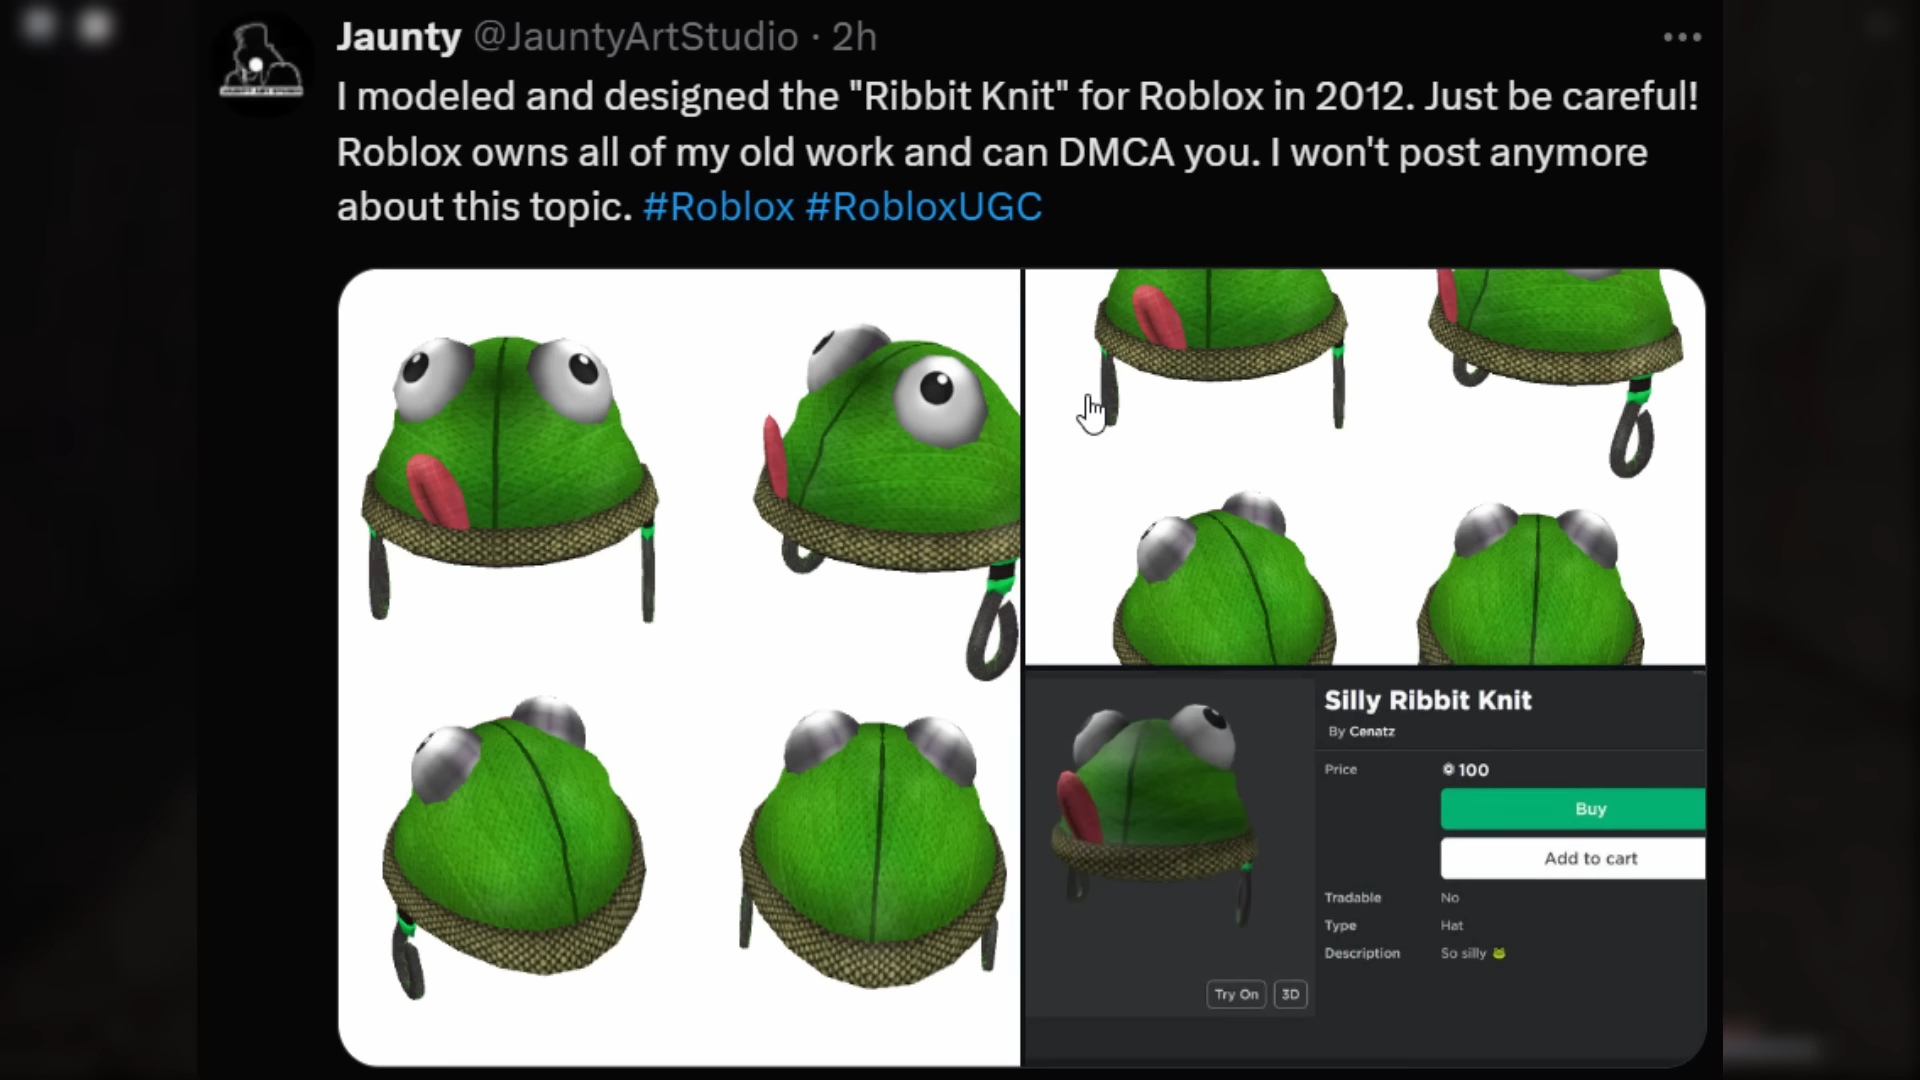 Jaunty @JauntyArtStudio · 2h
I modeled and designed the "Ribbit Knit" for Roblox in 2012. Just be careful!
Roblox owns all of my old work and can DMCA you. I won't post anymore
about this topic. #Roblox #RobloxUGC
Silly Ribbit Knit
By Cenatz
Price 100
Buy
Add to cart
Tradable No
Type Hat
Description So silly 🐸
Try On 3D